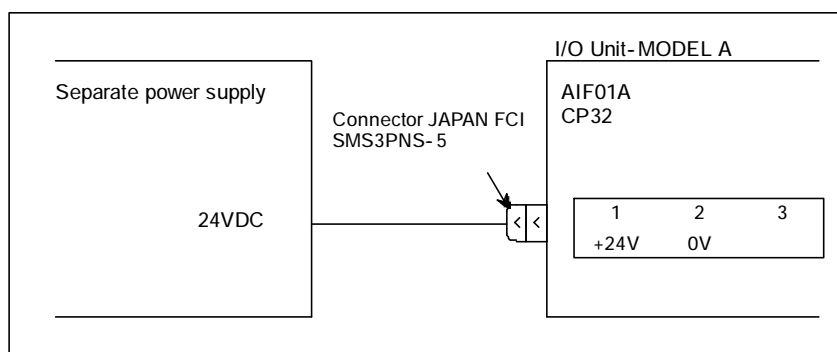 I/O Unit-MODEL A
Separate power supply
AIF01A
CP32
Connector JAPAN FCI
SMS3PNS-5
24VDC
1 2 3
+24V 0V